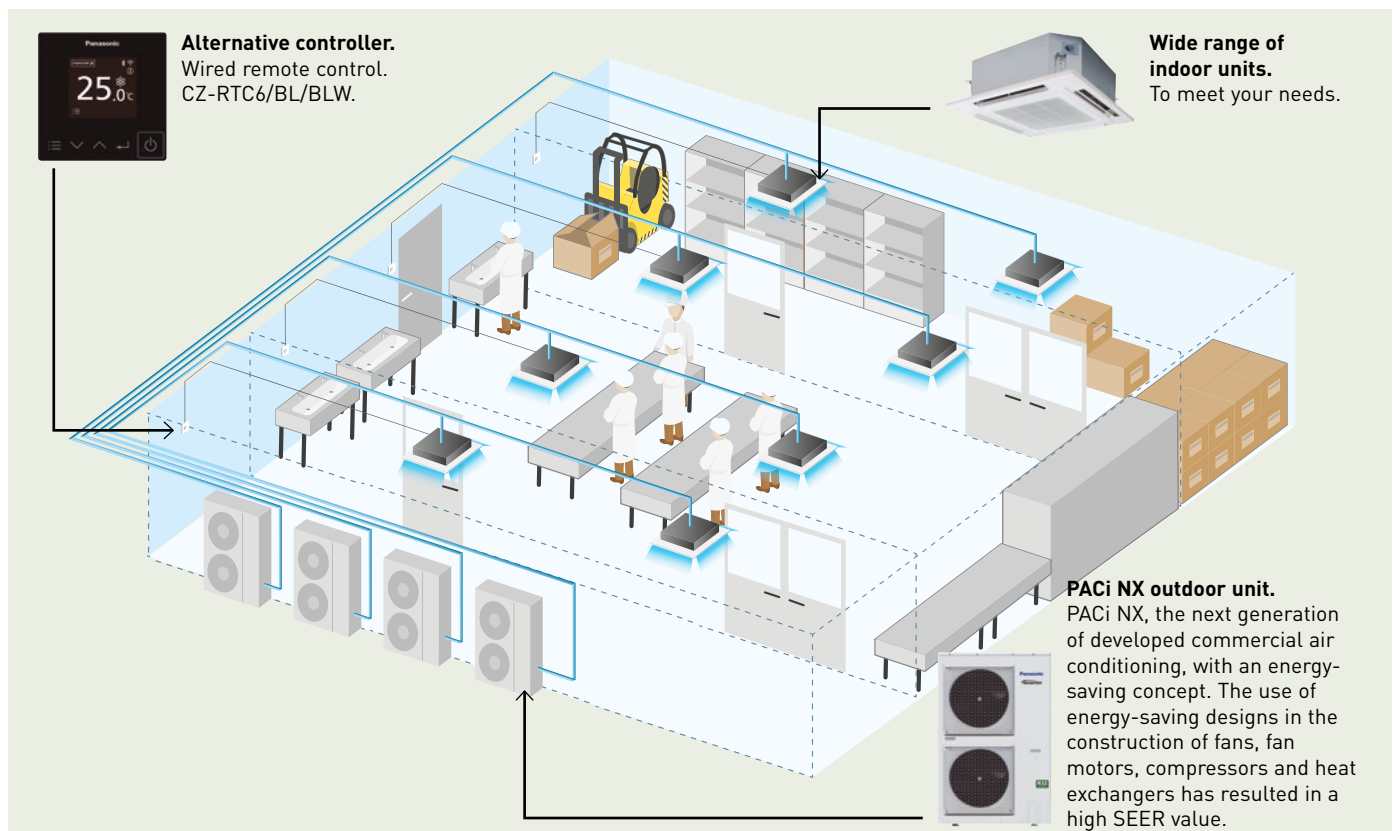 Panasonic
25.0°c
Alternative controller.
Wired remote control.
CZ-RTC6/BL/BLW.
Wide range of
indoor units.
To meet your needs.
PACi NX outdoor unit.
PACi NX, the next generation
of developed commercial air
conditioning, with an energy-
saving concept. The use of
energy-saving designs in the
construction of fans, fan
motors, compressors and heat
exchangers has resulted in a
high SEER value.
Panasonic